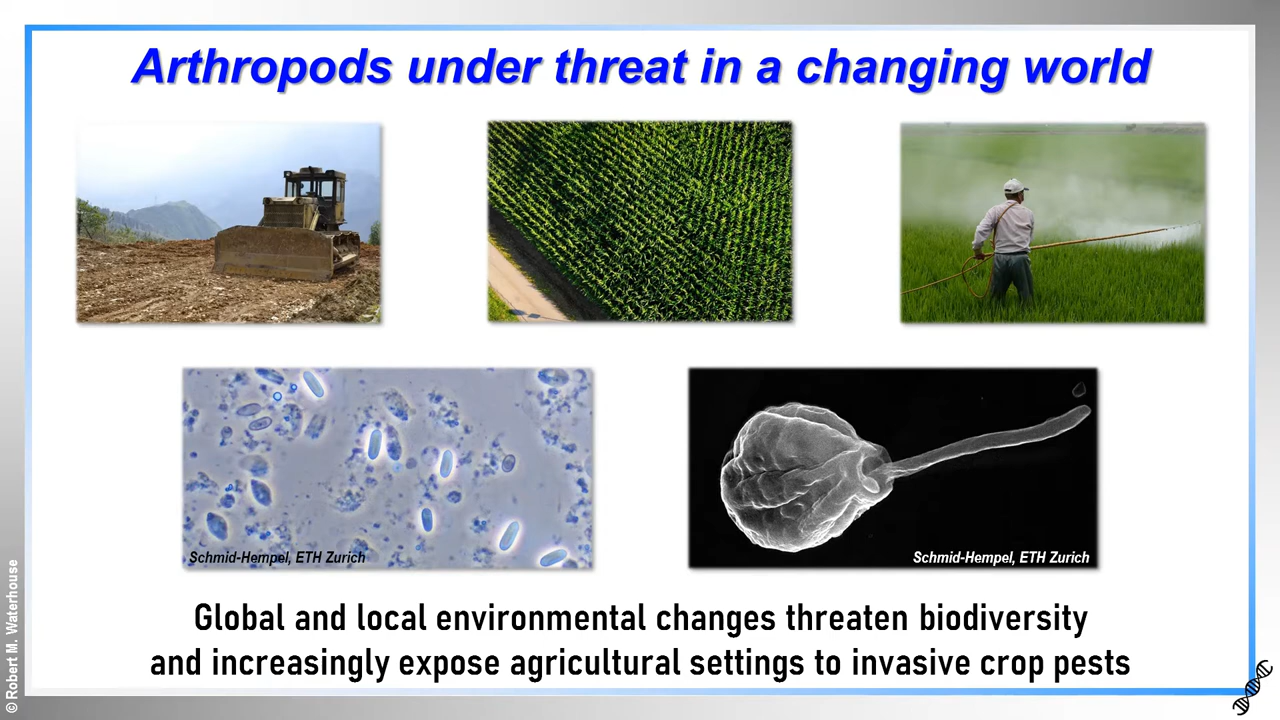 Arthropods under threat in a changing world
Schmid-Hempel, ETH Zurich
Schmid-Hempel, ETH Zurich
Global and local environmental changes threaten biodiversity
and increasingly expose agricultural settings to invasive crop pests
© Robert M. Waterhouse